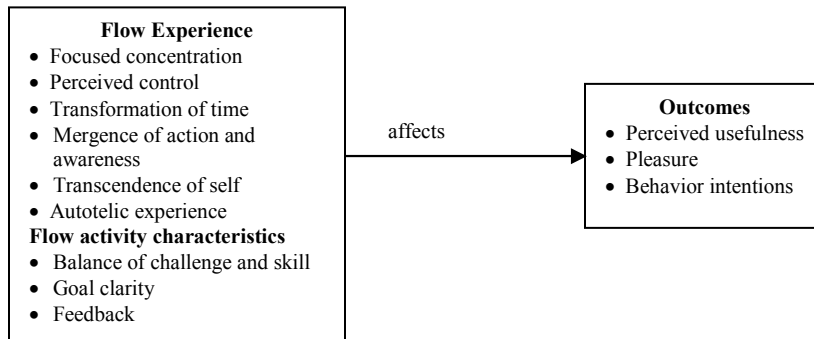 Flow Experience
• Focused concentration
• Perceived control
• Transformation of time
• Mergence of action and
awareness
• Transcendence of self
• Autotelic experience
Flow activity characteristics
• Balance of challenge and skill
• Goal clarity
• Feedback
affects
Outcomes
• Perceived usefulness
• Pleasure
• Behavior intentions